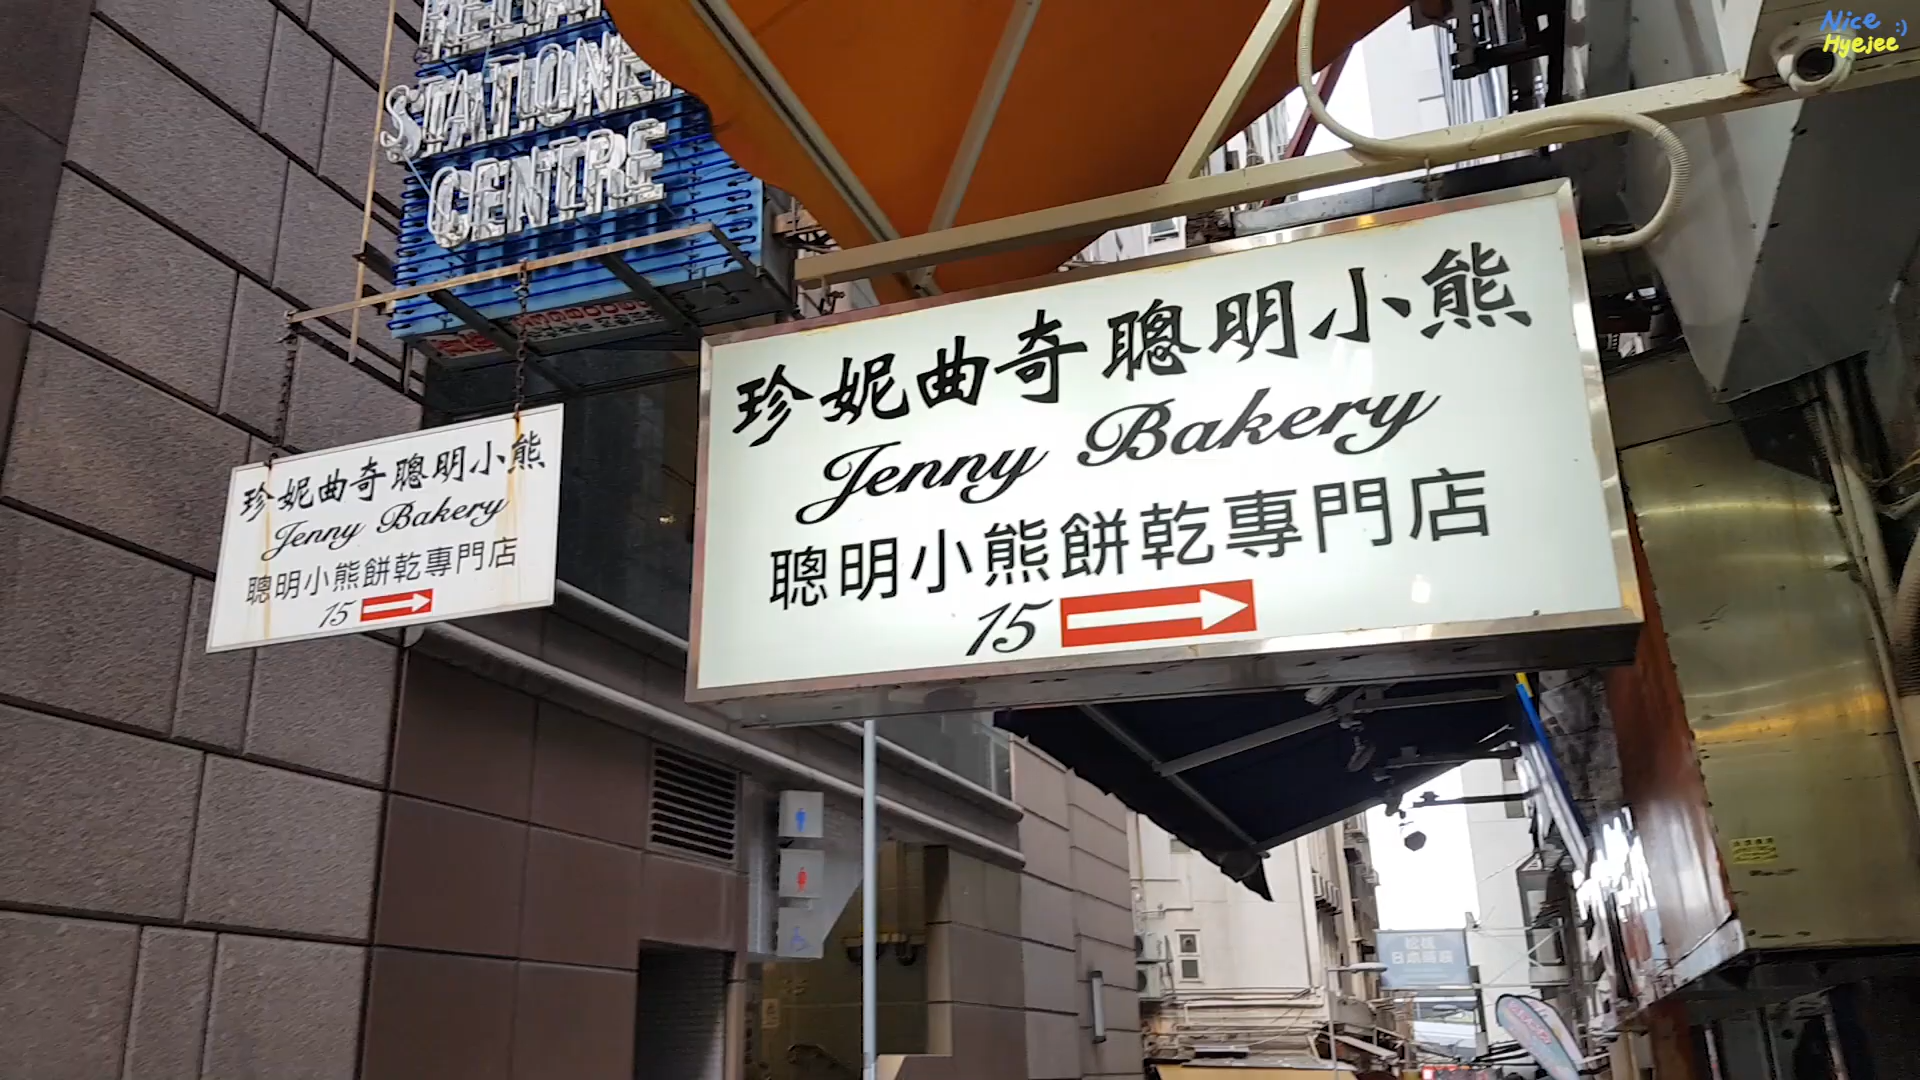 STATIONE
CENTRE
珍妮曲奇聰明小熊
Jenny Bakery
聰明小熊餅乾專門店
15
珍妮曲奇聰明小熊
Jenny Bakery
聰明小熊餅乾專門店
15
Nice :)
Hyejee